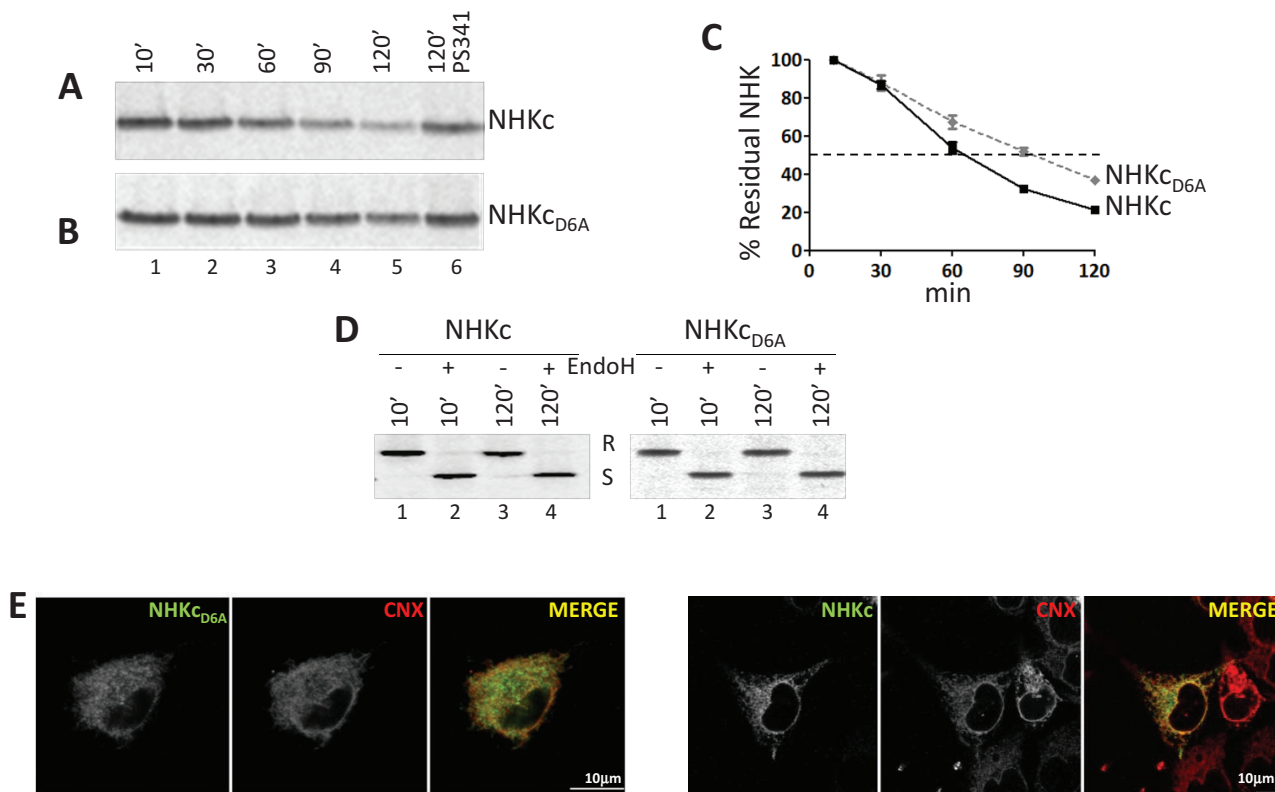 A
10′ 30′ 60′ 90′ 120′ 120′ PS341
NHKc
B
NHKcD6A
1 2 3 4 5 6
C
% Residual NHK
100
80
60
40
20
0
0 30 60 90 120
min
NHKcD6A
NHKc
D
NHKc NHKcD6A
- + - + EndoH - + - +
10′ 10′ 120′ 120′ 10′ 10′ 120′ 120′
R
S
1 2 3 4 1 2 3 4
E
NHKcD6A CNX MERGE NHKc CNX MERGE
10μm 10μm